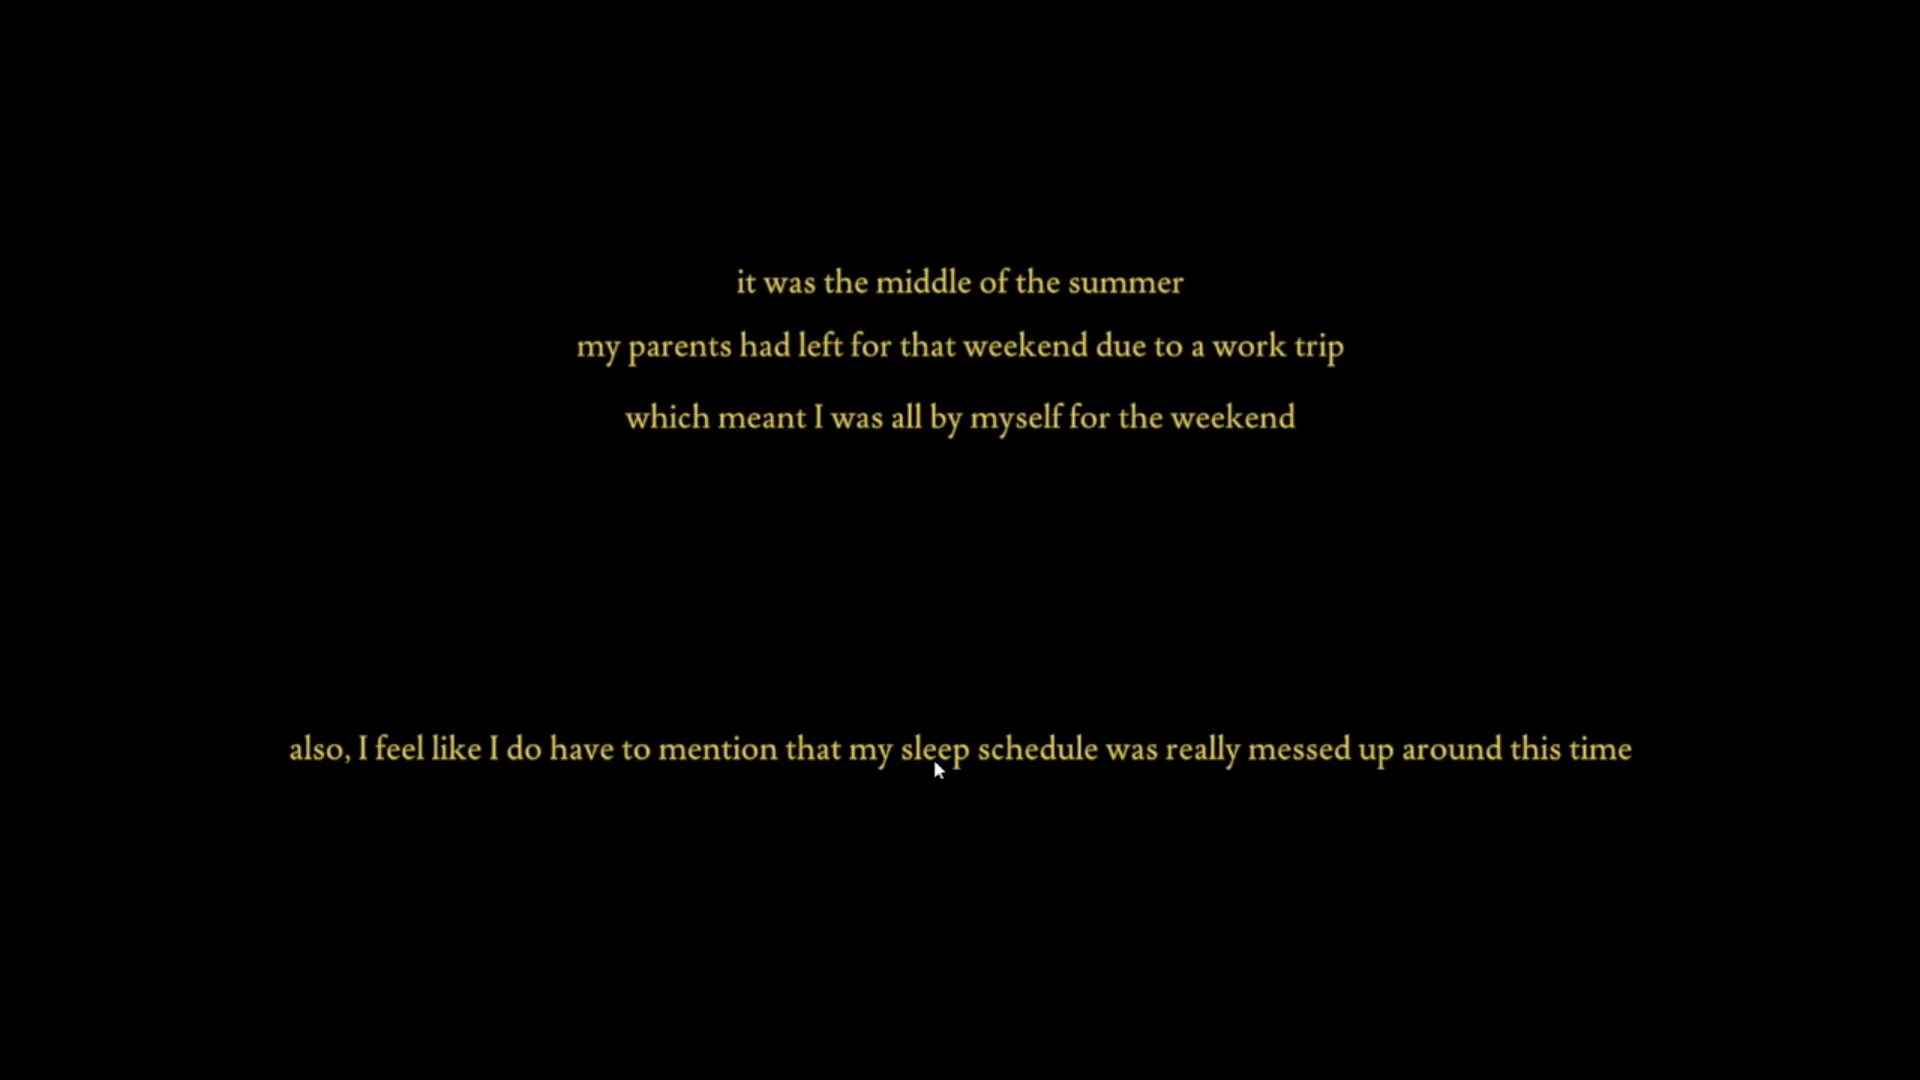 it was the middle of the summer
my parents had left for that weekend due to a work trip
which meant I was all by myself for the weekend
also, I feel like I do have to mention that my sleep schedule was really messed up around this time